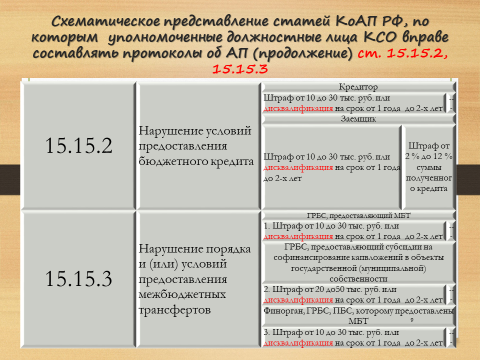 Схематическое представление статей КоАП РФ, по
которым уполномоченные должностные лица КСО вправе
составлять протоколы об АП (продолжение) ст. 15.15.2,
15.15.3
15.15.2
Нарушение условий
предоставления
бюджетного кредита
Кредитор
Штраф от 10 до 30 тыс. руб. или
дисквалификация на срок от 1 года до 2-х лет
Заемщик
Штраф от 10 до 30 тыс. руб. или
дисквалификация на срок от 1 года
до 2-х лет
Штраф от
2 % до 12 %
суммы
полученног
о кредита
15.15.3
Нарушение порядка
и (или) условий
предоставления
межбюджетных
трансфертов
ГРБС, предоставляющий МБТ
1. Штраф от 10 до 30 тыс. руб. или
дисквалификация на срок от 1 года до 2-х лет
ГРБС, предоставляющий субсидии на
софинансирование капвложений в объекты
государственной (муниципальной)
собственности
2. Штраф от 20 до50 тыс. руб. или
дисквалификация на срок от 1 года до 2-х лет
Финорган, ГРБС, ПБС, которому предоставлены
МБТ
3. Штраф от 10 до 30 тыс. руб. или
дисквалификация на срок от 1 года до 2-х лет